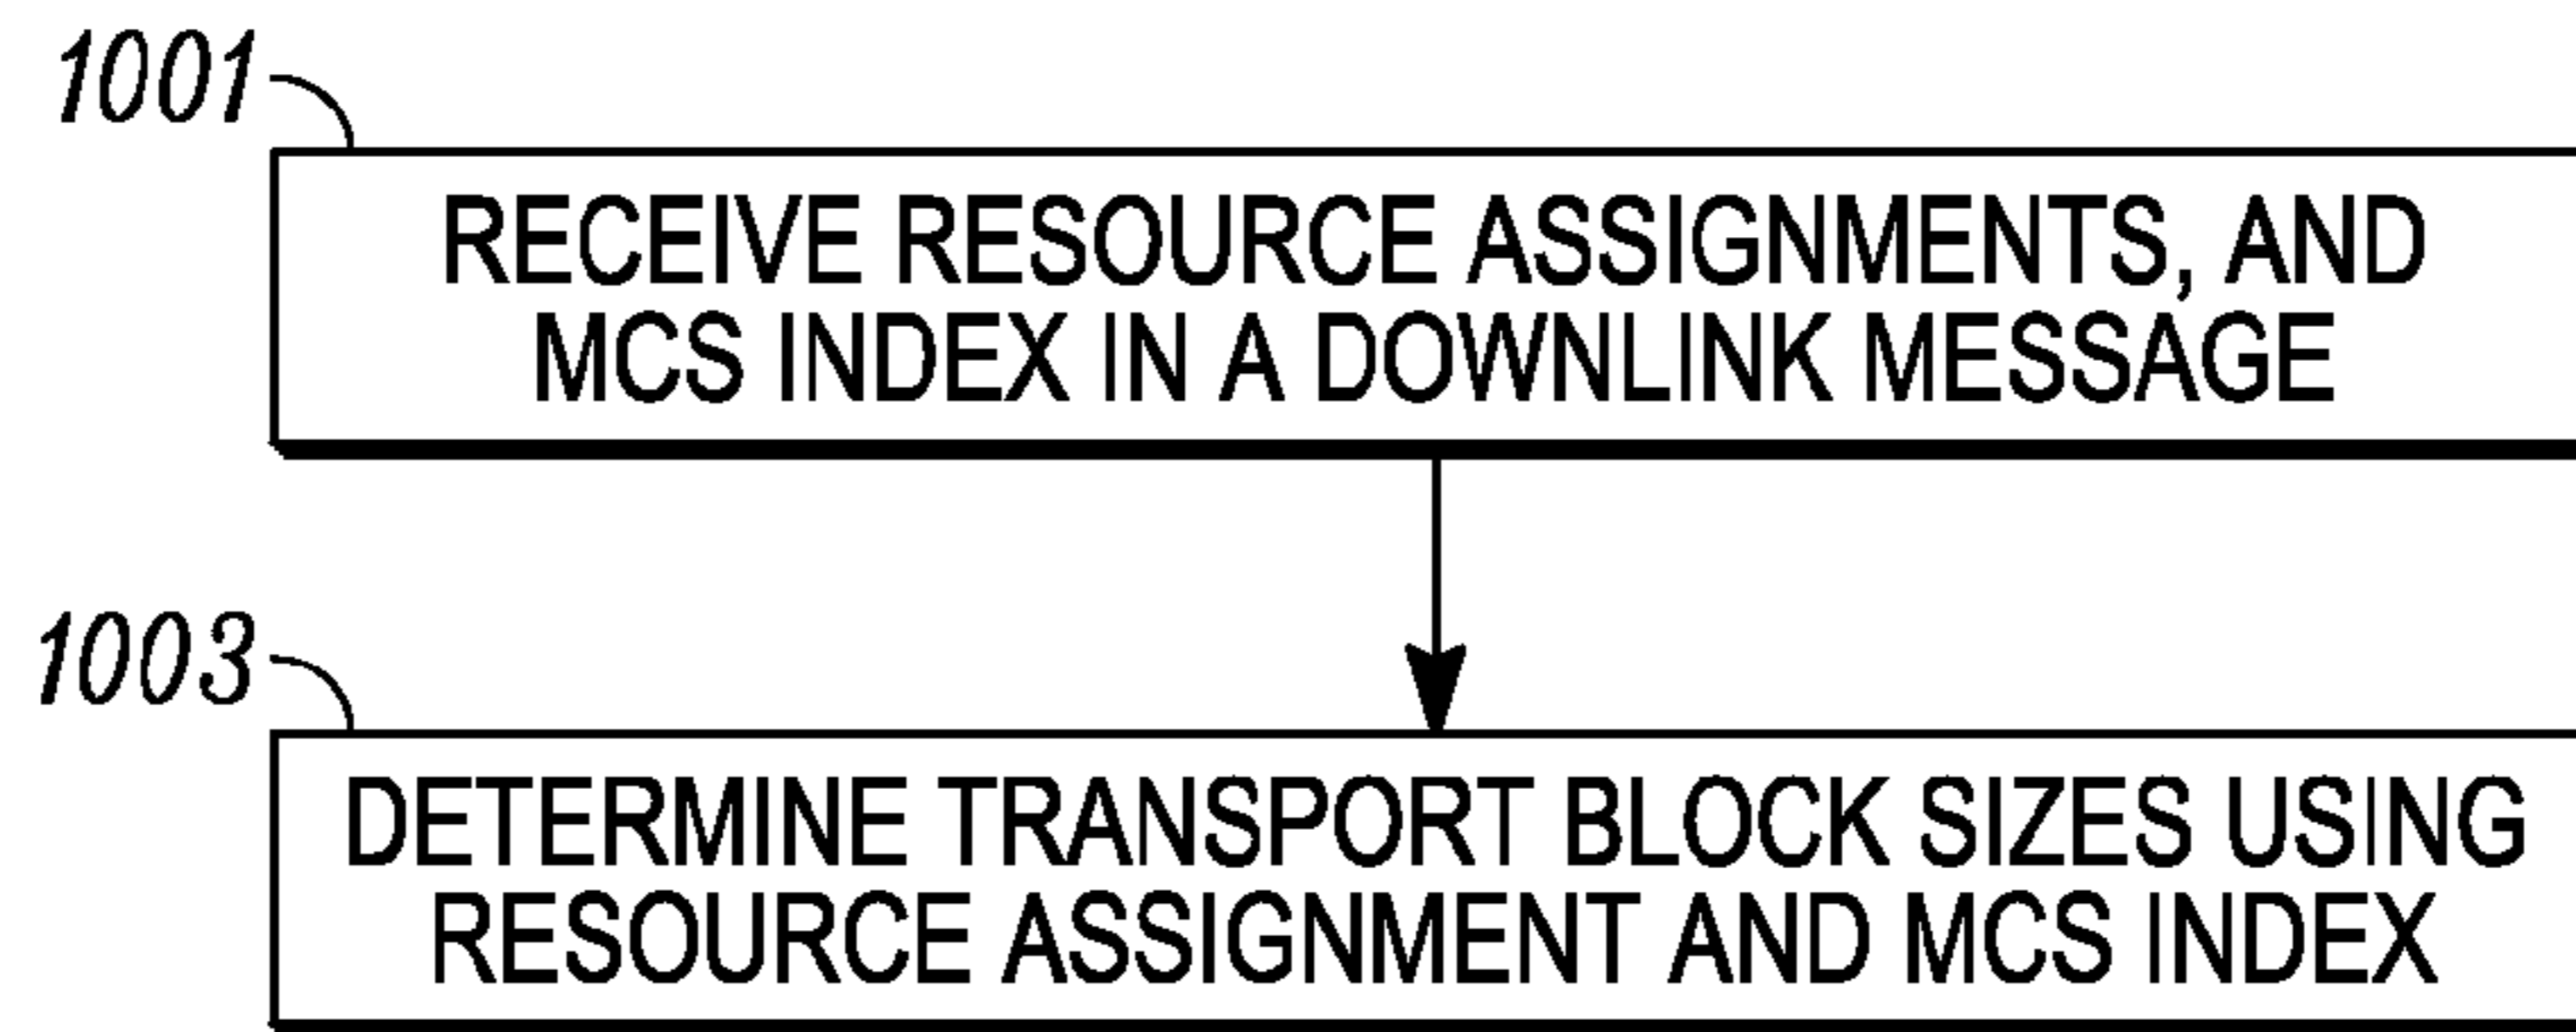 1001
RECEIVE RESOURCE ASSIGNMENTS, AND
MCS INDEX IN A DOWNLINK MESSAGE
1003
DETERMINE TRANSPORT BLOCK SIZES USING
RESOURCE ASSIGNMENT AND MCS INDEX